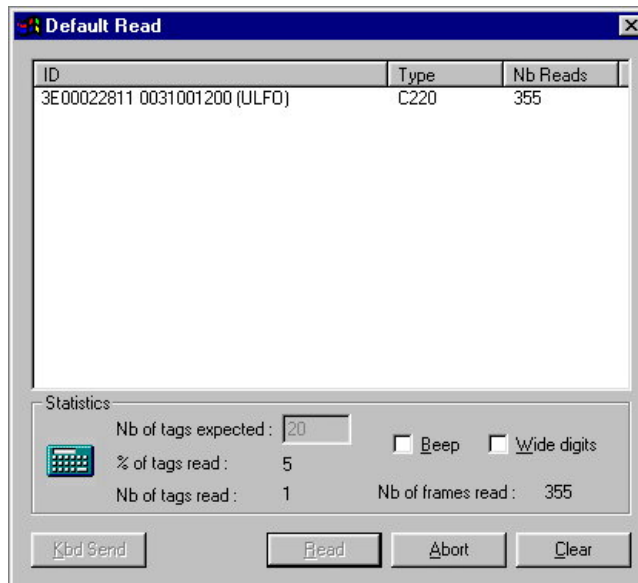 Default Read
ID Type Nb Reads
3E00022811 0031001200 (ULFO) C220 355
Statistics
Nb of tags expected : 20
Beep Wide digits
% of tags read : 5
Nb of tags read : 1 Nb of frames read : 355
Kbd Send Read Abort Clear